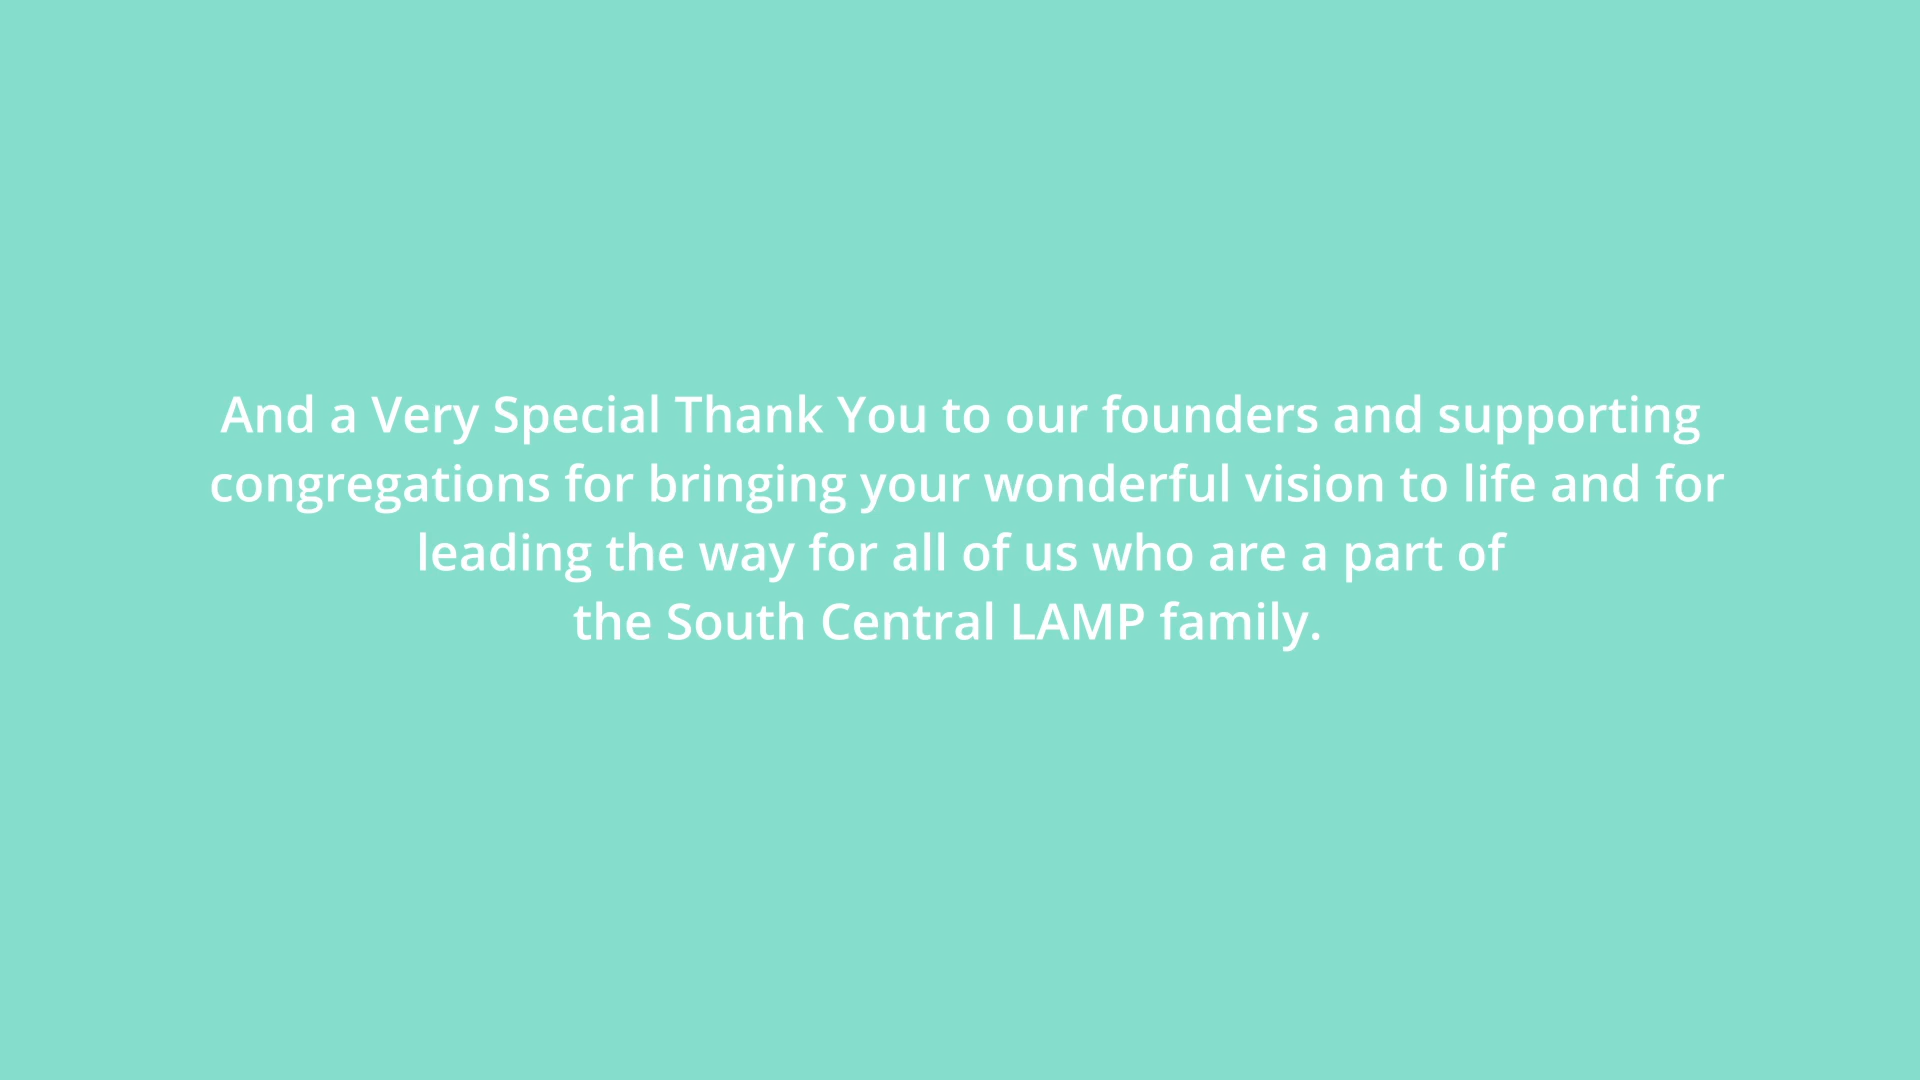 And a Very Special Thank You to our founders and supporting
congregations for bringing your wonderful vision to life and for
leading the way for all of us who are a part of
the South Central LAMP family.